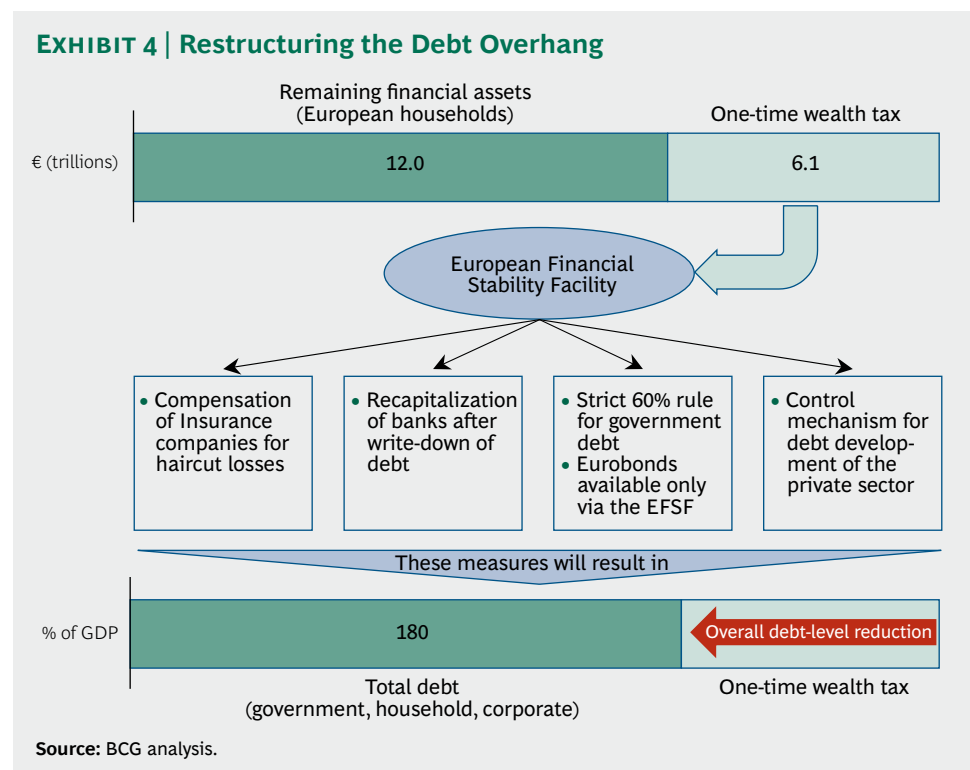 EXHIBIT 4 | Restructuring the Debt Overhang
Remaining financial assets
(European households)
One-time wealth tax
€ (trillions)
12.0
6.1
European Financial
Stability Facility
• Compensation
of Insurance
companies for
haircut losses
• Recapitalization
of banks after
write-down of
debt
• Strict 60% rule
for government
debt
• Eurobonds
available only
via the EFSF
• Control
mechanism for
debt develop-
ment of the
private sector
These measures will result in
% of GDP
180
Overall debt-level reduction
Total debt
(government, household, corporate)
One-time wealth tax
Source: BCG analysis.